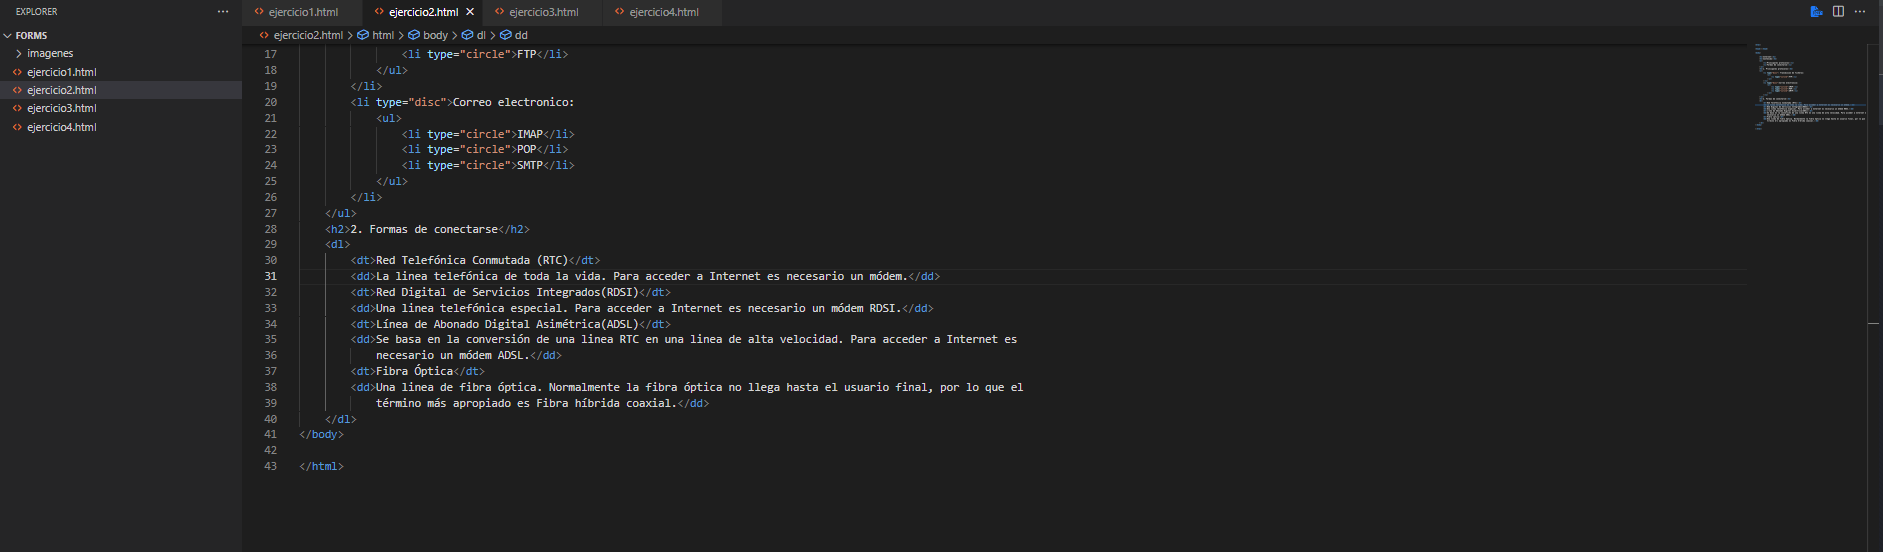 EXPLORER
FORMS
imagenes
ejercicio1.html
ejercicio2.html
ejercicio3.html
ejercicio4.html
ejercicio1.html ejercicio2.html ejercicio3.html ejercicio4.html
ejercicio2.html > html > body > dl > dd
17 <li type="circle">FTP</li>
18 </ul>
19 </li>
20 <li type="disc">Correo electronico:
21 <ul>
22 <li type="circle">IMAP</li>
23 <li type="circle">POP</li>
24 <li type="circle">SMTP</li>
25 </ul>
26 </li>
27 </ul>
28 <h2>2. Formas de conectarse</h2>
29 <dl>
30 <dt>Red Telefónica Conmutada (RTC)</dt>
31 <dd>La linea telefónica de toda la vida. Para acceder a Internet es necesario un módem.</dd>
32 <dt>Red Digital de Servicios Integrados(RDSI)</dt>
33 <dd>Una linea telefónica especial. Para acceder a Internet es necesario un módem RDSI.</dd>
34 <dt>Línea de Abonado Digital Asimétrica(ADSL)</dt>
35 <dd>Se basa en la conversión de una linea RTC en una linea de alta velocidad. Para acceder a Internet es
36 necesario un módem ADSL.</dd>
37 <dt>Fibra Óptica</dt>
38 <dd>Una linea de fibra óptica. Normalmente la fibra óptica no llega hasta el usuario final, por lo que el
39 término más apropiado es Fibra híbrida coaxial.</dd>
40 </dl>
41 </body>
42
43 </html>